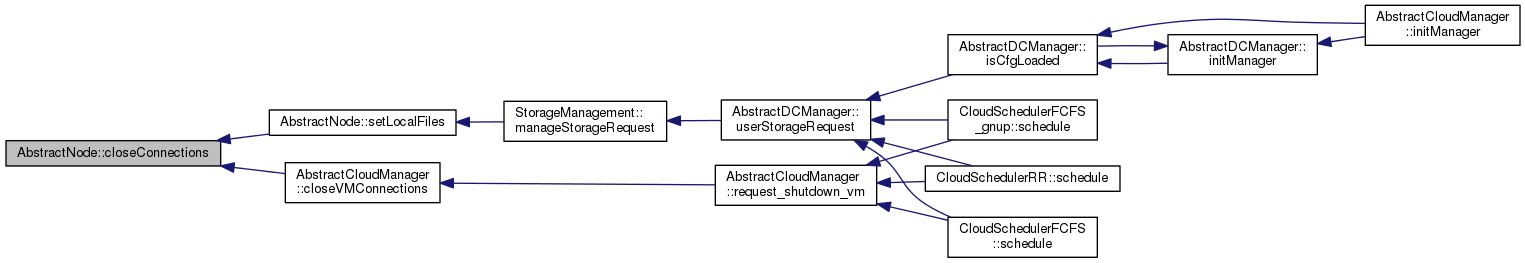 AbstractNode::closeConnections
AbstractNode::setLocalFiles
AbstractCloudManager
::closeVMConnections
StorageManagement::
manageStorageRequest
AbstractDCManager::
userStorageRequest
AbstractCloudManager
::request_shutdown_vm
AbstractDCManager::
isCfgLoaded
CloudSchedulerFCFS
_gnup::schedule
CloudSchedulerRR::schedule
CloudSchedulerFCFS
::schedule
AbstractDCManager::
initManager
AbstractCloudManager
::initManager